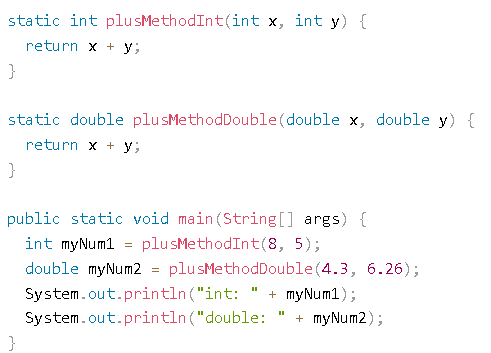 static int plusMethodInt(int x, int y) {
  return x + y;
}

static double plusMethodDouble(double x, double y) {
  return x + y;
}

public static void main(String[] args) {
  int myNum1 = plusMethodInt(8, 5);
  double myNum2 = plusMethodDouble(4.3, 6.26);
  System.out.println("int: " + myNum1);
  System.out.println("double: " + myNum2);
}